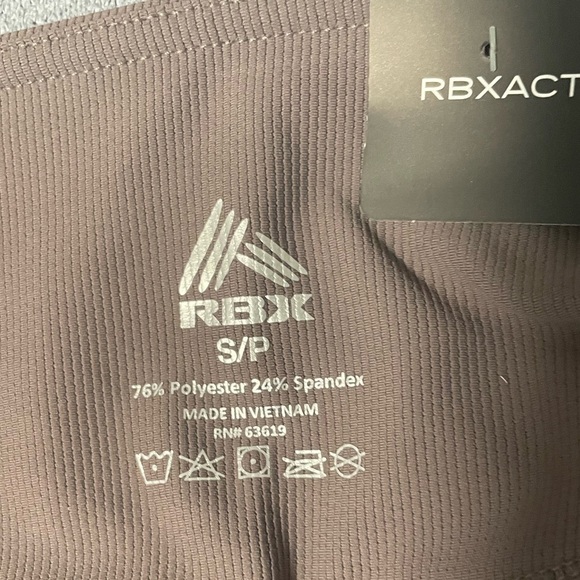 RBXACT
RBX
S/P
76% Polyester 24% Spandex
MADE IN VIETNAM
RN# 63619